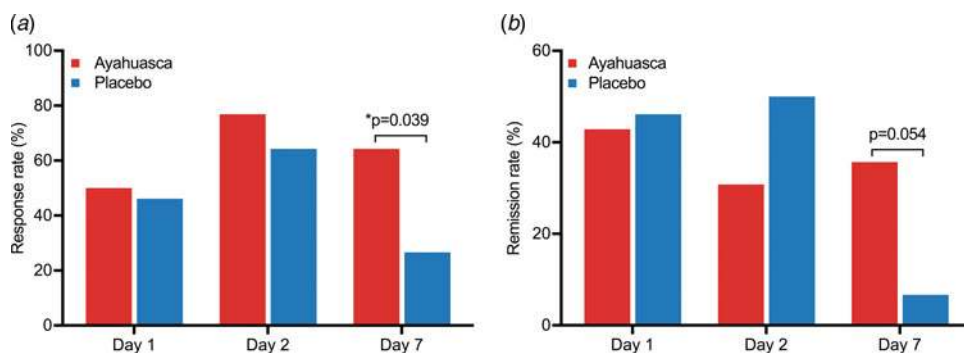 (a)
Response rate (%)
100
80
60
40
20
0
Ayahuasca
Placebo
*p=0.039
Day 1 Day 2 Day 7
(b)
Remission rate (%)
60
40
20
0
Ayahuasca
Placebo
p=0.054
Day 1 Day 2 Day 7